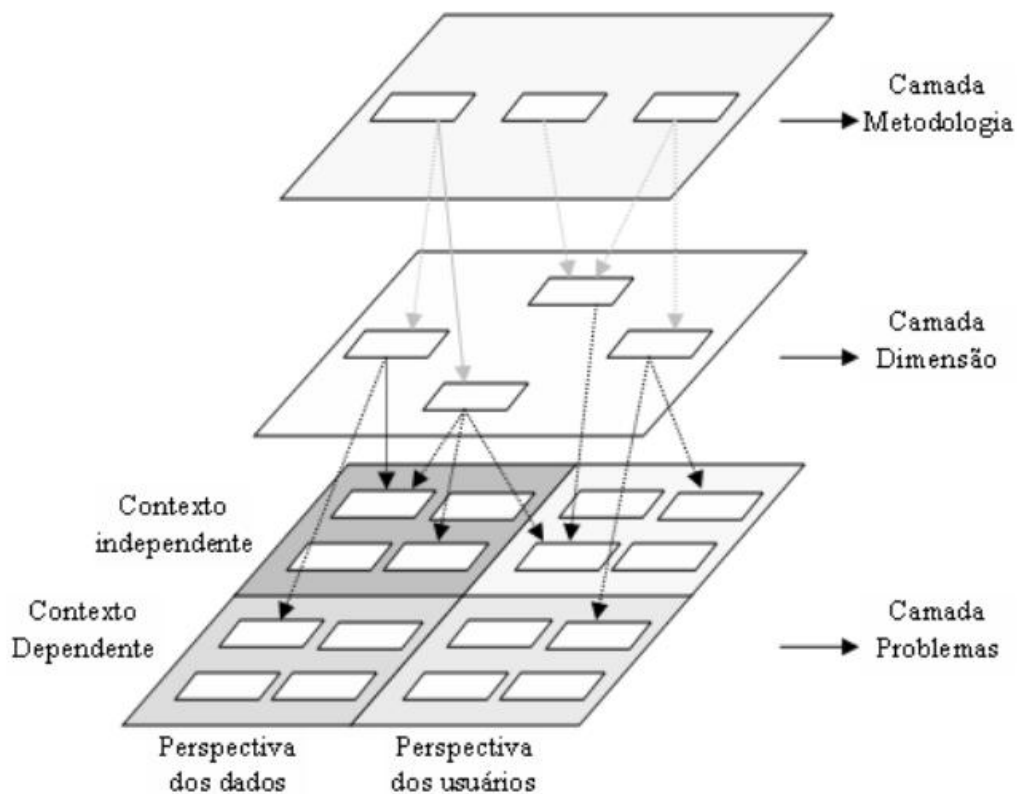 Camada
Metodologia
Camada
Dimensão
Contexto
independente
Contexto
Dependente
Camada
Problemas
Perspectiva
dos dados
Perspectiva
dos usuários